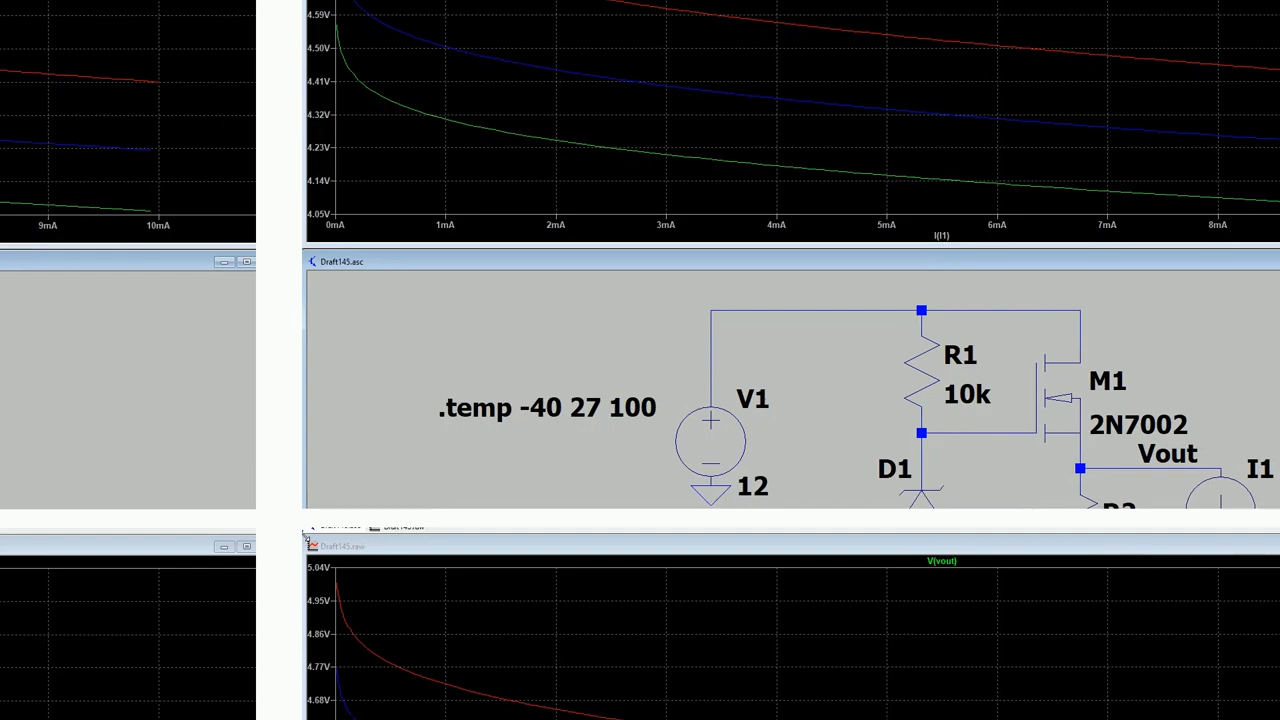 4.59V
4.50V
4.41V
4.32V
4.23V
4.14V
4.05V
9mA 10mA
0mA 1mA 2mA 3mA 4mA 5mA 6mA 7mA 8mA
I(I1)
Draft145.asc
R1
10k
.temp -40 27 100
V1
12
M1
2N7002
Vout
D1
I1
R2
Draft145.raw
V(vout)
5.04V
4.95V
4.86V
4.77V
4.68V